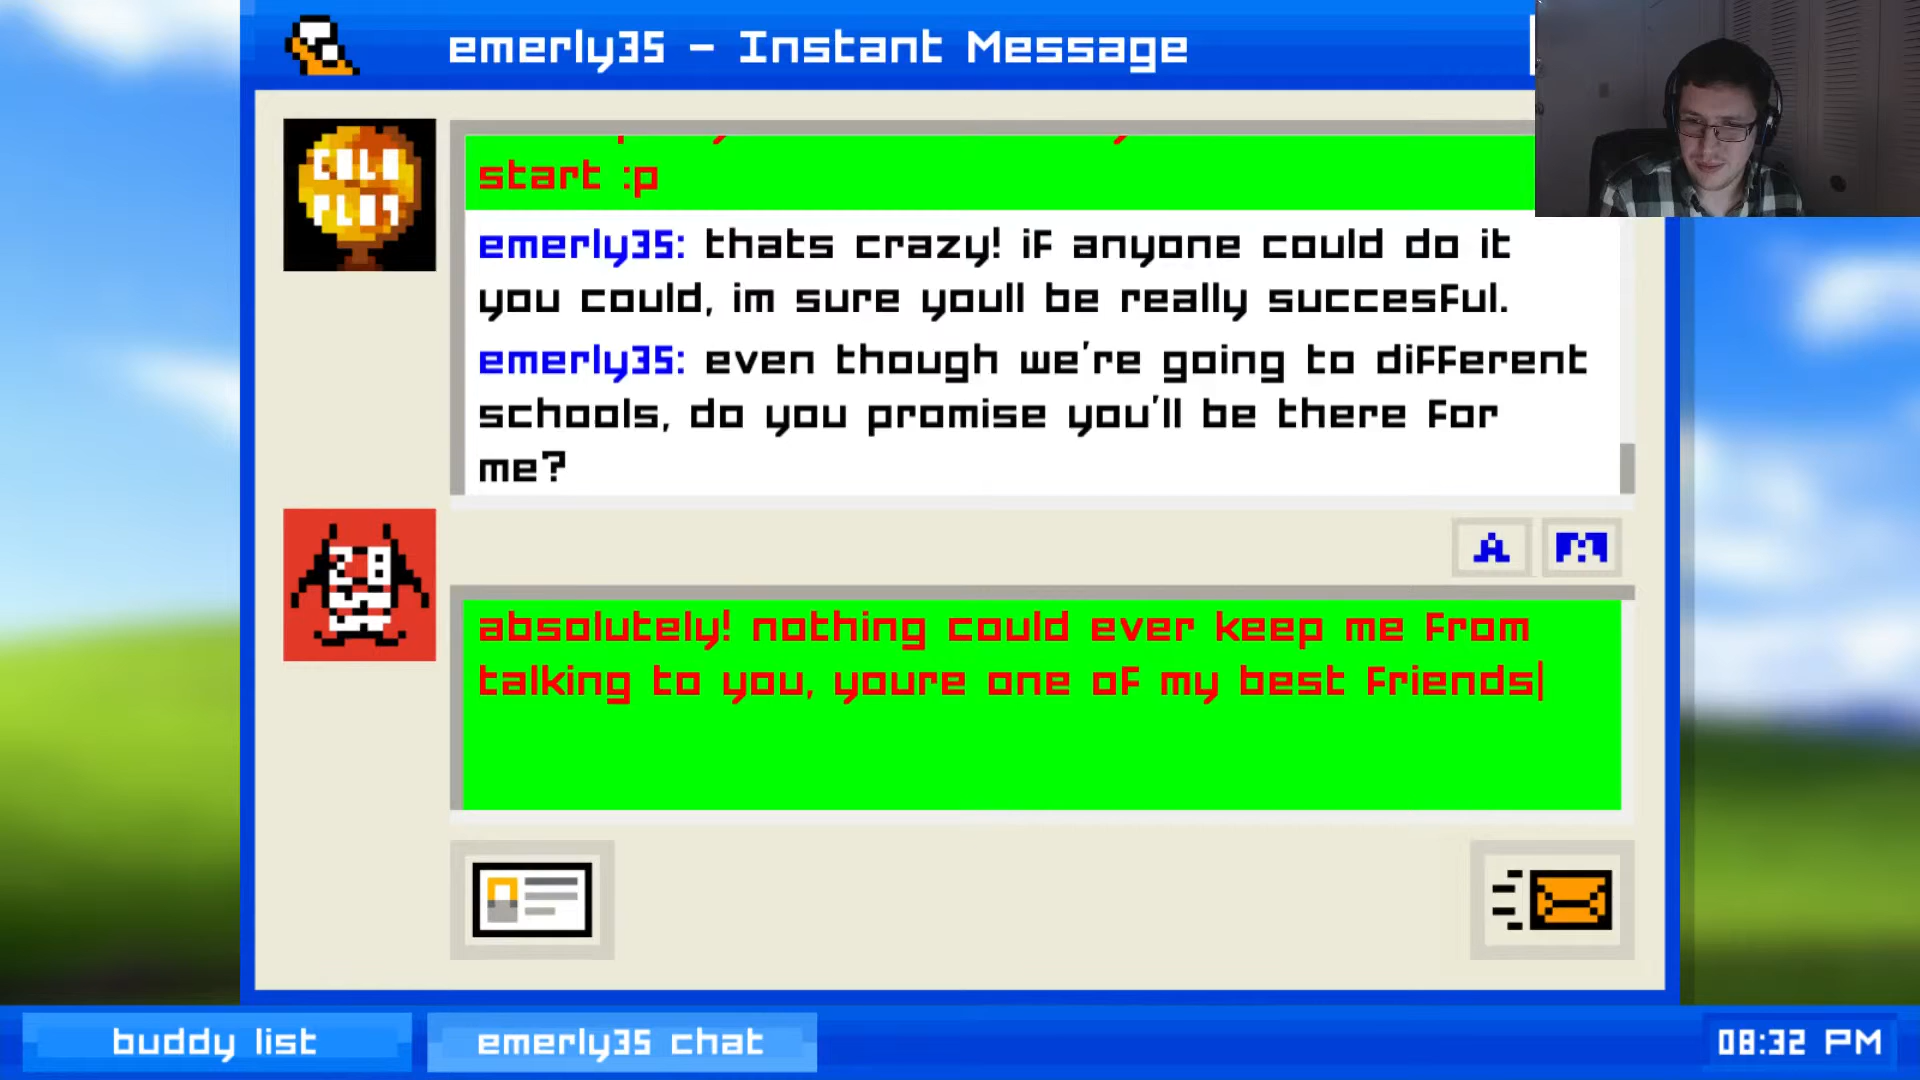 emerly35 - Instant Message
COLD
PLAY
start :p
emerly35: thats crazy! if anyone could do it
you could, im sure youll be really succesful.
emerly35: even though we're going to different
schools, do you promise you'll be there for
me?
A
absolutely! nothing could ever keep me from
talking to you, youre one of my best friends
buddy list
emerly35 chat
08:32 PM